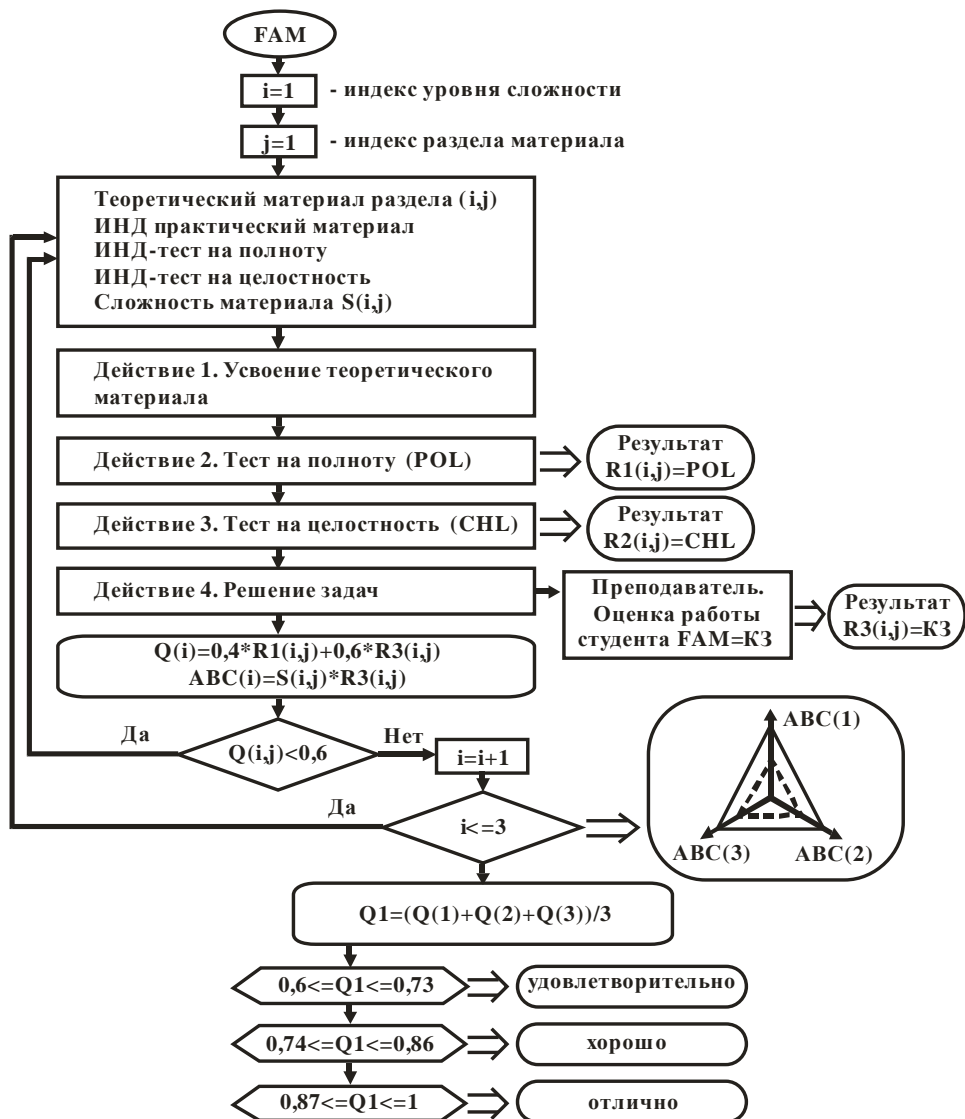 FAM
i=1
- индекс уровня сложности
j=1
- индекс раздела материала
Теоретический материал раздела (i,j)
ИНД практический материал
ИНД-тест на полноту
ИНД-тест на целостность
Сложность материала S(i,j)
Действие 1. Усвоение теоретического
материала
Действие 2. Тест на полноту (POL)
Результат
R1(i,j)=POL
Действие 3. Тест на целостность (CHL)
Результат
R2(i,j)=CHL
Действие 4. Решение задач
Преподаватель.
Оценка работы
студента FAM=КЗ
Результат
R3(i,j)=КЗ
Q(i)=0,4*R1(i,j)+0,6*R3(i,j)
ABC(i)=S(i,j)*R3(i,j)
Да
Q(i,j)<0,6
Нет
i=i+1
Да
i<=3
ABC(1)
ABC(3)
ABC(2)
Q1=(Q(1)+Q(2)+Q(3))/3
0,6<=Q1<=0,73
удовлетворительно
0,74<=Q1<=0,86
хорошо
0,87<=Q1<=1
отлично